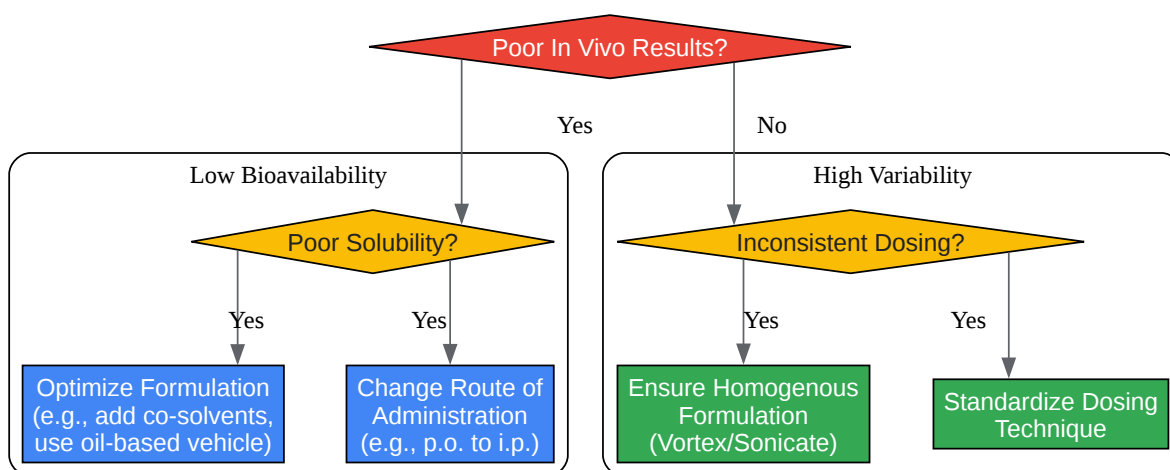 Poor In Vivo Results?
Yes
No
Low Bioavailability
High Variability
Poor Solubility?
Inconsistent Dosing?
Yes
Yes
Yes
Yes
Optimize Formulation
(e.g., add co-solvents,
use oil-based vehicle)
Change Route of
Administration
(e.g., p.o. to i.p.)
Ensure Homogenous
Formulation
(Vortex/Sonicate)
Standardize Dosing
Technique